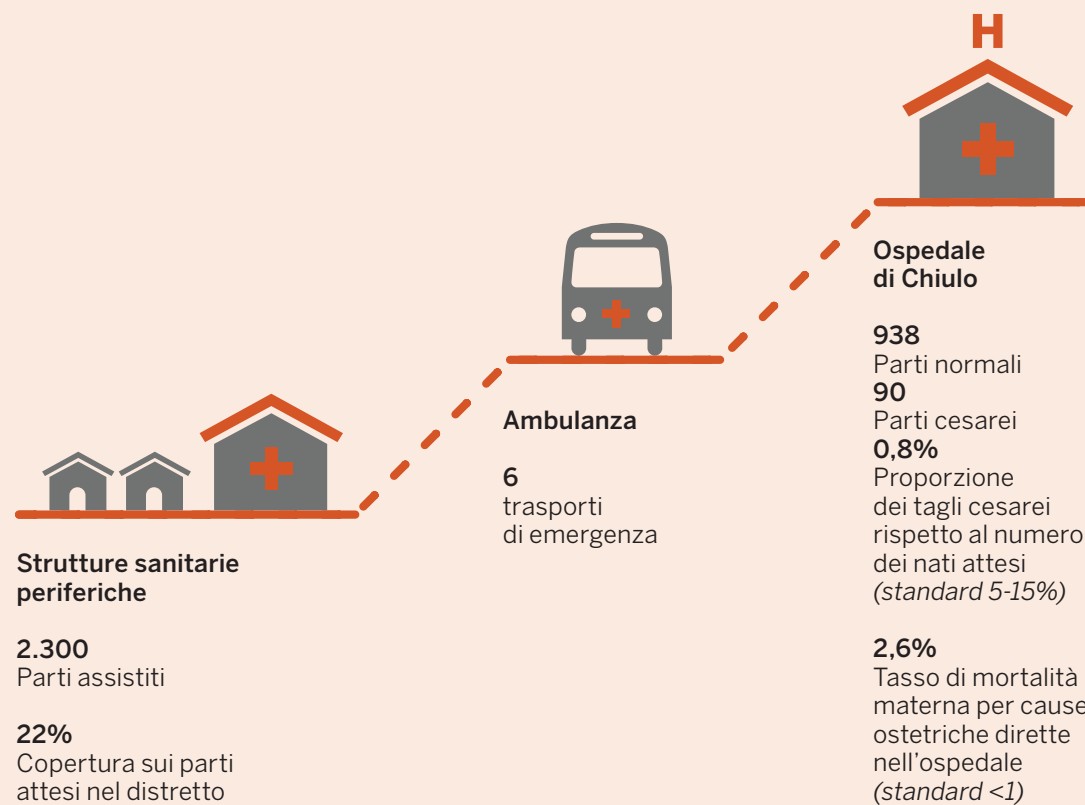 Strutture sanitarie
periferiche
2.300
Parti assistiti
22%
Copertura sui parti
attesi nel distretto
Ambulanza
6
trasporti
di emergenza
H
Ospedale
di Chiulo
938
Parti normali
90
Parti cesarei
0,8%
Proporzione
dei tagli cesarei
rispetto al numero
dei nati attesi
(standard 5-15%)
2,6%
Tasso di mortalità
materna per cause
ostetriche dirette
nell'ospedale
(standard <1)